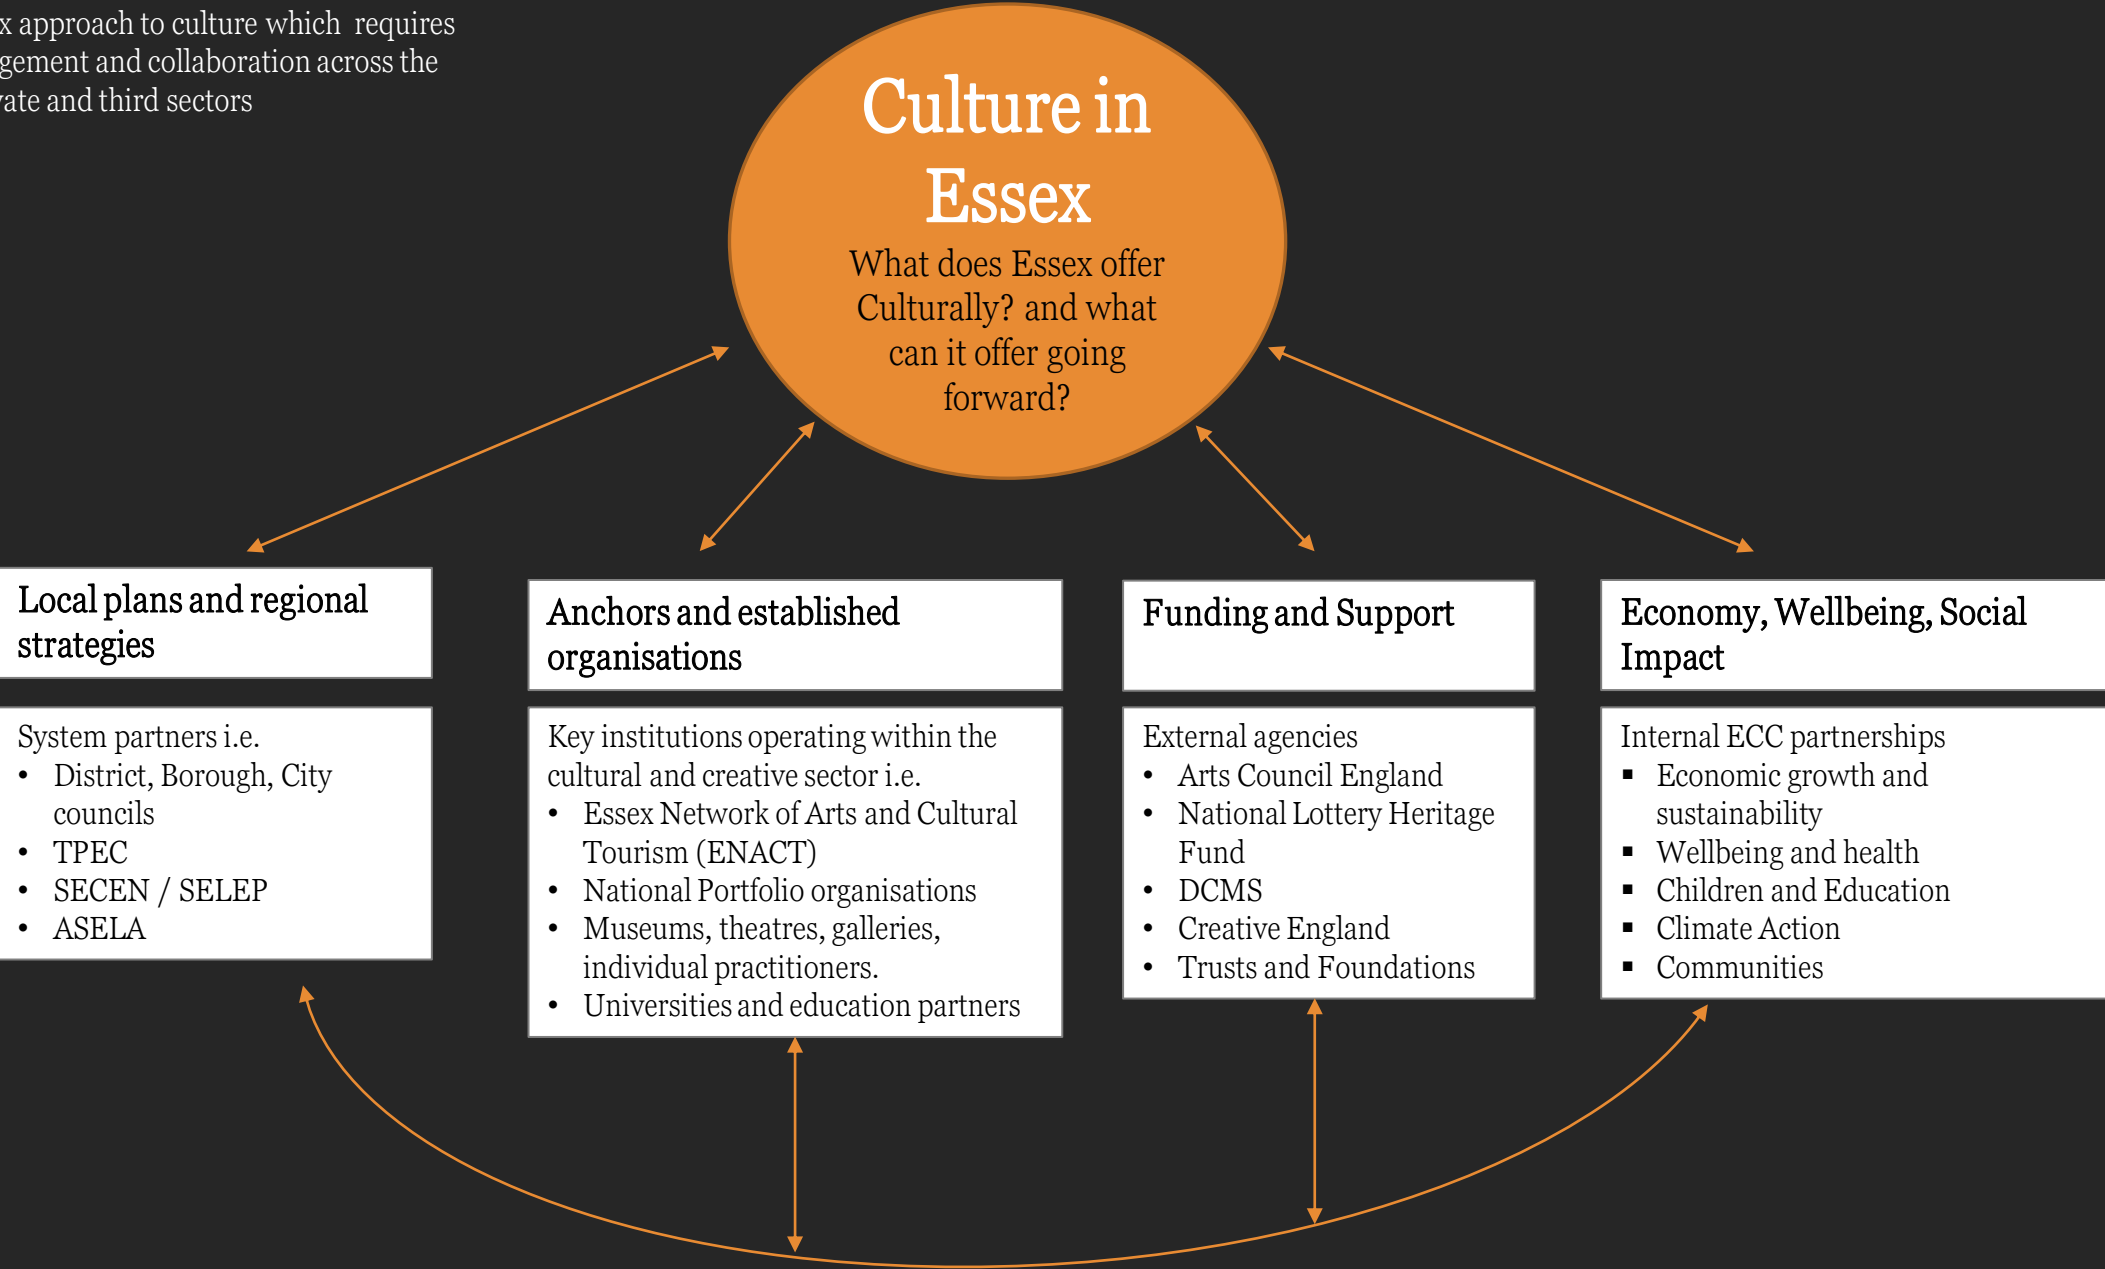 x approach to culture which requires
gement and collaboration across the
vate and third sectors
Culture in
Essex
What does Essex offer
Culturally? and what
can it offer going
forward?
Local plans and regional
strategies
System partners i.e.
• District, Borough, City
councils
• TPEC
• SECEN / SELEP
• ASELA
Anchors and established
organisations
Key institutions operating within the
cultural and creative sector i.e.
• Essex Network of Arts and Cultural
Tourism (ENACT)
• National Portfolio organisations
• Museums, theatres, galleries,
individual practitioners.
• Universities and education partners
Funding and Support
External agencies
• Arts Council England
• National Lottery Heritage
Fund
• DCMS
• Creative England
• Trusts and Foundations
Economy, Wellbeing, Social
Impact
Internal ECC partnerships
▪ Economic growth and
sustainability
▪ Wellbeing and health
▪ Children and Education
▪ Climate Action
▪ Communities